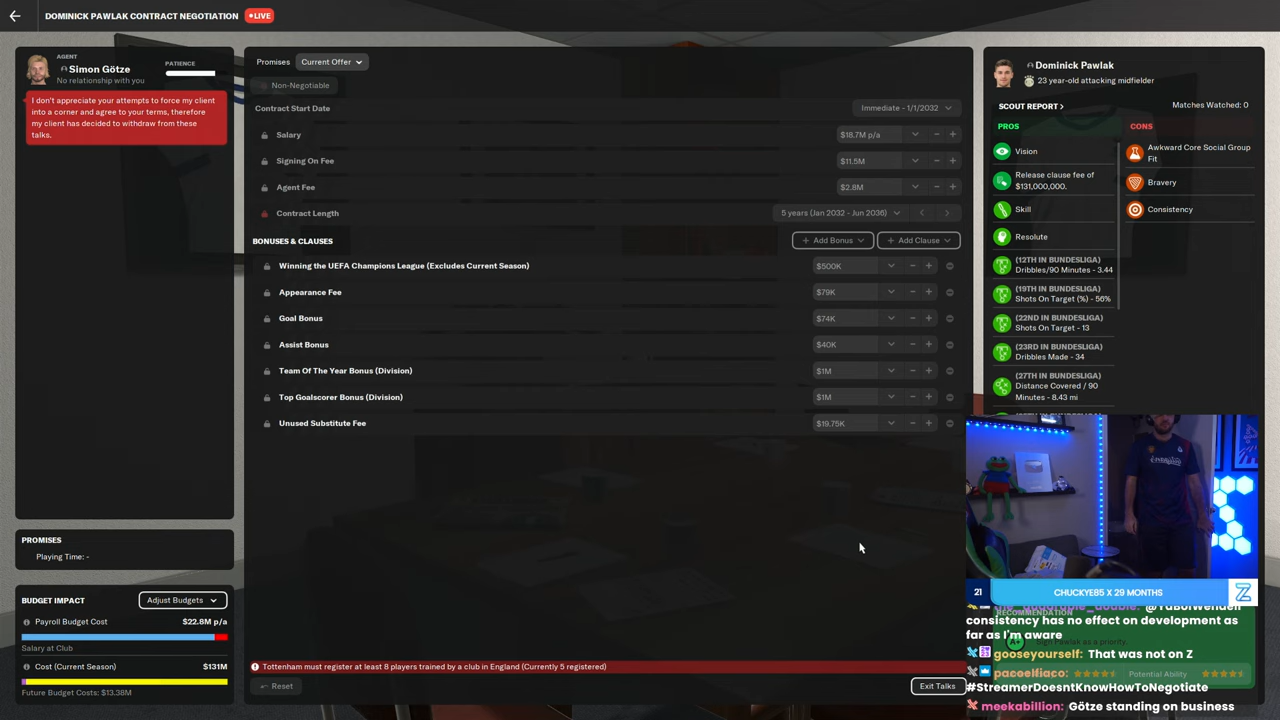 DOMINICK PAWLAK CONTRACT NEGOTIATION
LIVE
AGENT
Simon Götze
No relationship with you
PATIENCE
I don't appreciate your attempts to force my client
into a corner and agree to your terms, therefore
my client has decided to withdraw from these
talks.
PROMISES
Playing Time: -
BUDGET IMPACT
Adjust Budgets
Payroll Budget Cost
$22.8M p/a
Salary at Club
Cost (Current Season)
$131M
Future Budget Costs: $13.38M
Promises
Current Offer
Non-Negotiable
Contract Start Date
Immediate - 1/1/2032
Salary
$18.7M p/a
Signing On Fee
$11.5M
Agent Fee
$2.8M
Contract Length
5 years (Jan 2032 - Jun 2036)
BONUSES & CLAUSES
Add Bonus
Add Clause
Winning the UEFA Champions League (Excludes Current Season)
$500K
Appearance Fee
$79K
Goal Bonus
$74K
Assist Bonus
$40K
Team Of The Year Bonus (Division)
$1M
Top Goalscorer Bonus (Division)
$1M
Unused Substitute Fee
$19.75K
Tottenham must register at least 8 players trained by a club in England (Currently 5 registered)
Reset
Exit Talks
Dominick Pawlak
23 year-old attacking midfielder
SCOUT REPORT >
Matches Watched: 0
PROS
Vision
Release clause fee of
$131,000,000.
Skill
Resolute
(12TH IN BUNDESLIGA)
Dribbles/90 Minutes - 3.44
(19TH IN BUNDESLIGA)
Shots On Target (%) - 56%
(22ND IN BUNDESLIGA)
Shots On Target - 13
(23RD IN BUNDESLIGA)
Dribbles Made - 34
(27TH IN BUNDESLIGA)
Distance Covered / 90
Minutes - 8.43 mi
CONS
Awkward Core Social Group
Fit
Bravery
Consistency
21
CHUCKYEB5 X 29 MONTHS
Z
RECOMMENDATION
consistency has no effect on development as
far as I'm aware
gooseyourself: That was not on Z
pacoelfiaco:
#StreamerDoesntKnowHowToNegotiate
Potential Ability
meekabillion: Götze standing on business